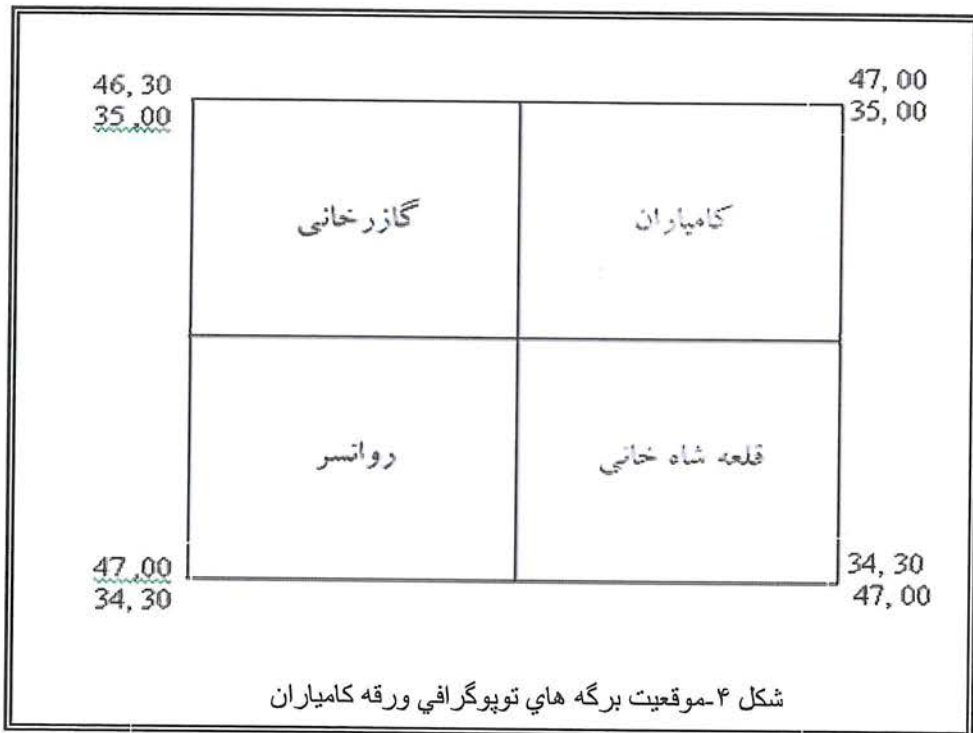 46, 30
35 ,00
47, 00
35, 00
گازرخانی
کامیاران
روانسر
قلعه شاه خانی
47 ,00
34, 30
34, 30
47, 00
شکل ۴-موقعیت برگه هاي توپوگرافي ورقه کامیاران